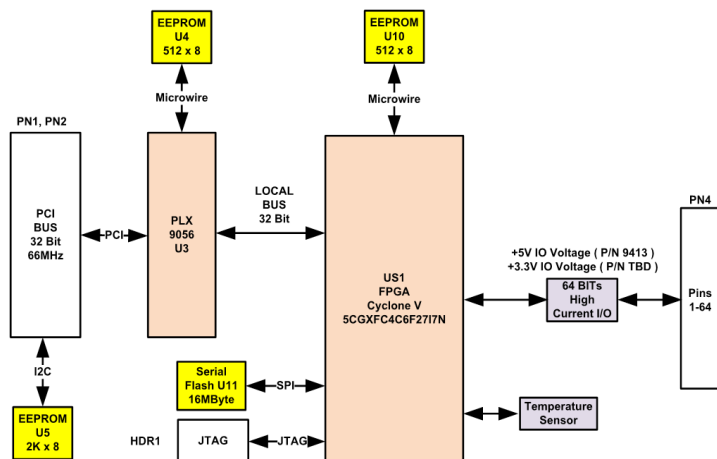 EEPROM
U4
512 x 8
EEPROM
U10
512 x 8
Microwire
Microwire
PN1, PN2
PCI
BUS
32 Bit
66MHz
PCI
PLX
9056
U3
LOCAL
BUS
32 Bit
US1
FPGA
Cyclone V
5CGXFC4C6F27I7N
+5V IO Voltage ( P/N 9413 )
+3.3V IO Voltage ( P/N TBD )
64 BITs
High
Current I/O
PN4
Pins
1-64
I2C
EEPROM
U5
2K x 8
Serial
Flash U11
16MByte
SPI
HDR1
JTAG
JTAG
Temperature
Sensor